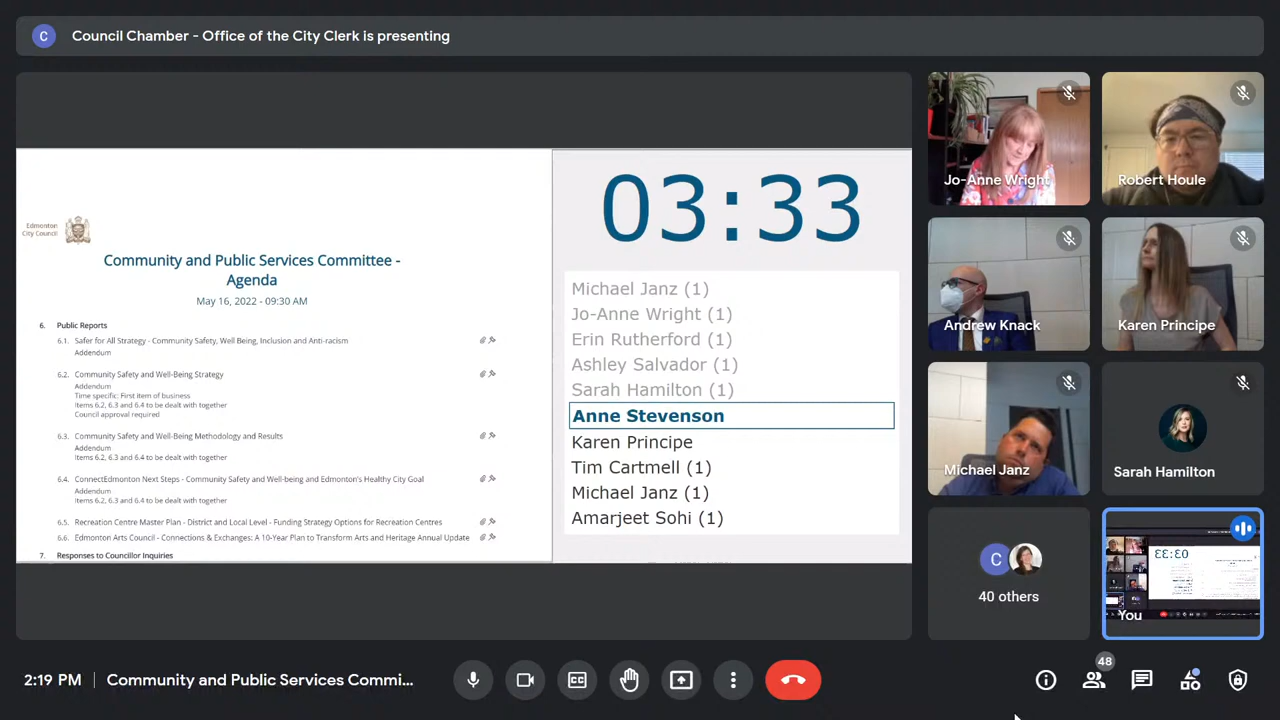 C Council Chamber - Office of the City Clerk is presenting
Edmonton
City Council
Community and Public Services Committee -
Agenda
May 16, 2022 - 09:30 AM
6. Public Reports
6.1. Safer for All Strategy - Community Safety, Well Being, Inclusion and Anti-racism
Addendum
6.2. Community Safety and Well-Being Strategy
Addendum
Time specific: First item of business
Items 6.2, 6.3 and 6.4 to be dealt with together
Council approval required
6.3. Community Safety and Well-Being Methodology and Results
Addendum
Items 6.2, 6.3 and 6.4 to be dealt with together
6.4. ConnectEdmonton Next Steps - Community Safety and Well-being and Edmonton's Healthy City Goal
Addendum
Items 6.2, 6.3 and 6.4 to be dealt with together
6.5. Recreation Centre Master Plan - District and Local Level - Funding Strategy Options for Recreation Centres
6.6. Edmonton Arts Council - Connections & Exchanges: A 10-Year Plan to Transform Arts and Heritage Annual Update
7. Responses to Councillor Inquiries
03:33
Michael Janz (1)
Jo-Anne Wright (1)
Erin Rutherford (1)
Ashley Salvador (1)
Sarah Hamilton (1)
Anne Stevenson
Karen Principe
Tim Cartmell (1)
Michael Janz (1)
Amarjeet Sohi (1)
Jo-Anne Wright
Robert Houle
Andrew Knack
Karen Principe
Michael Janz
Sarah Hamilton
C
40 others
03:33
You
2:19 PM | Community and Public Services Commi...
CC
48